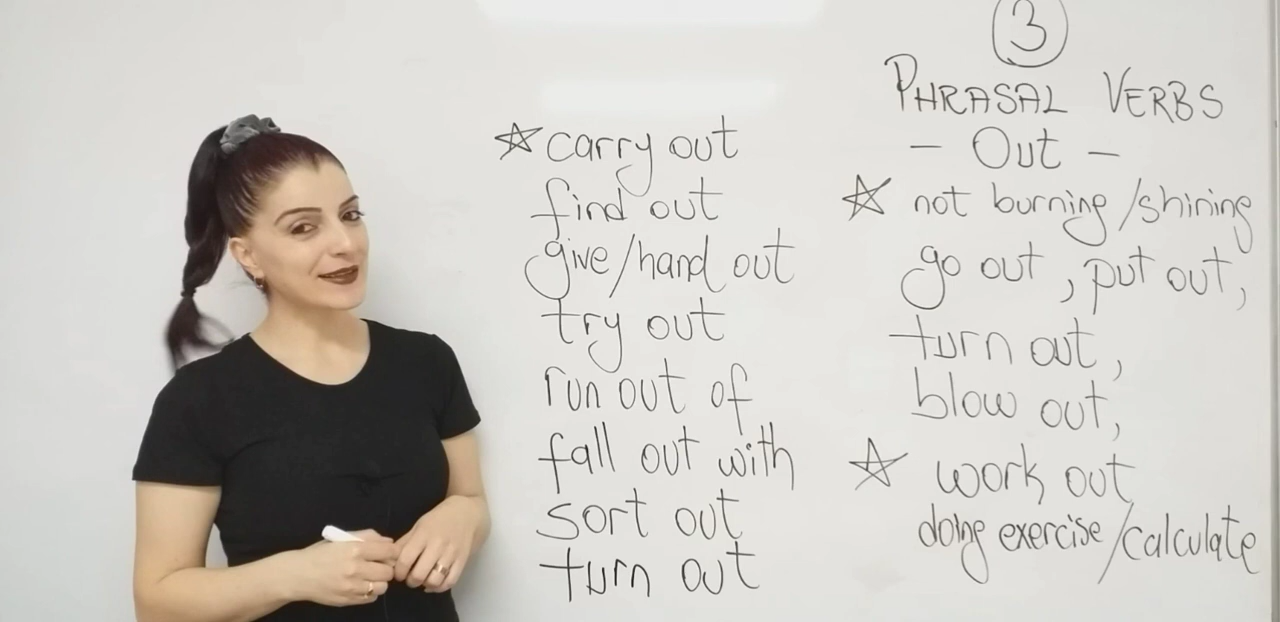 ③
PHRASAL VERBS
- Out -
☆ carry out
find out
give/hand out
try out
run out of
fall out with
sort out
turn out
☆ not burning/shining
go out, put out,
turn out,
blow out,
☆ work out
doing exercise/calculate